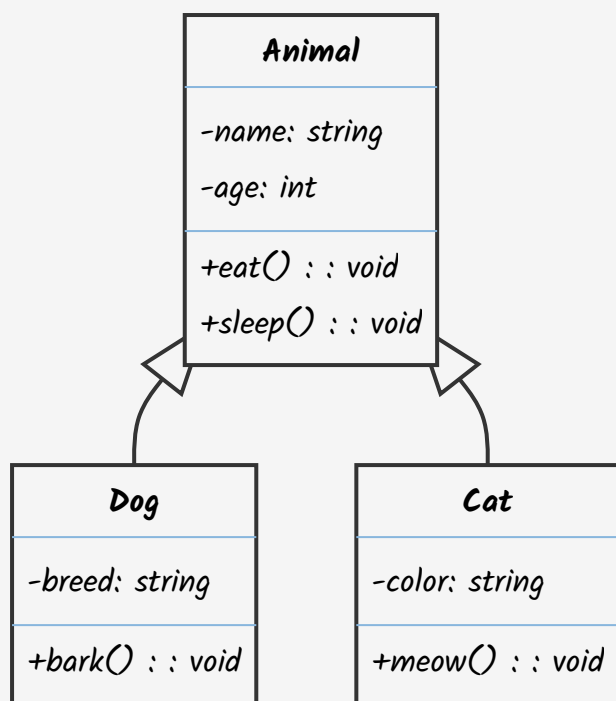 Animal
-name: string
-age: int
+eat() : : void
+sleep() : : void
Dog
-breed: string
+bark() : : void
Cat
-color: string
+meow() : : void